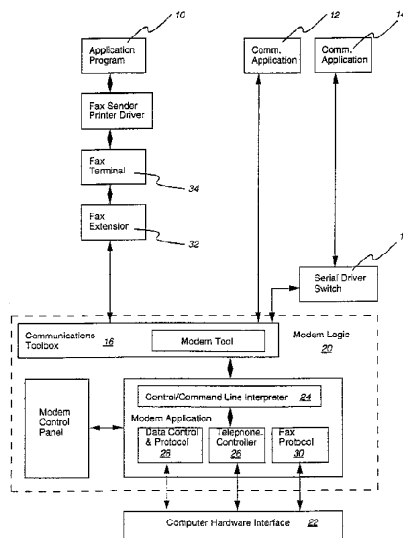 10
12
14
Application
Program
Comm.
Application
Comm.
Application
Fax Sender
Printer Driver
Fax
Terminal
34
Fax
Extension
32
1
Serial Driver
Switch
Communications
Toolbox
16
Modem Tool
Modem Logic
20
Modem
Control
Panel
Control/Command Line Interpreter 24
Modem Application
Data Control
& Protocol
28
Telephone
Controller
26
Fax
Protocol
30
Computer Hardware Interface 22